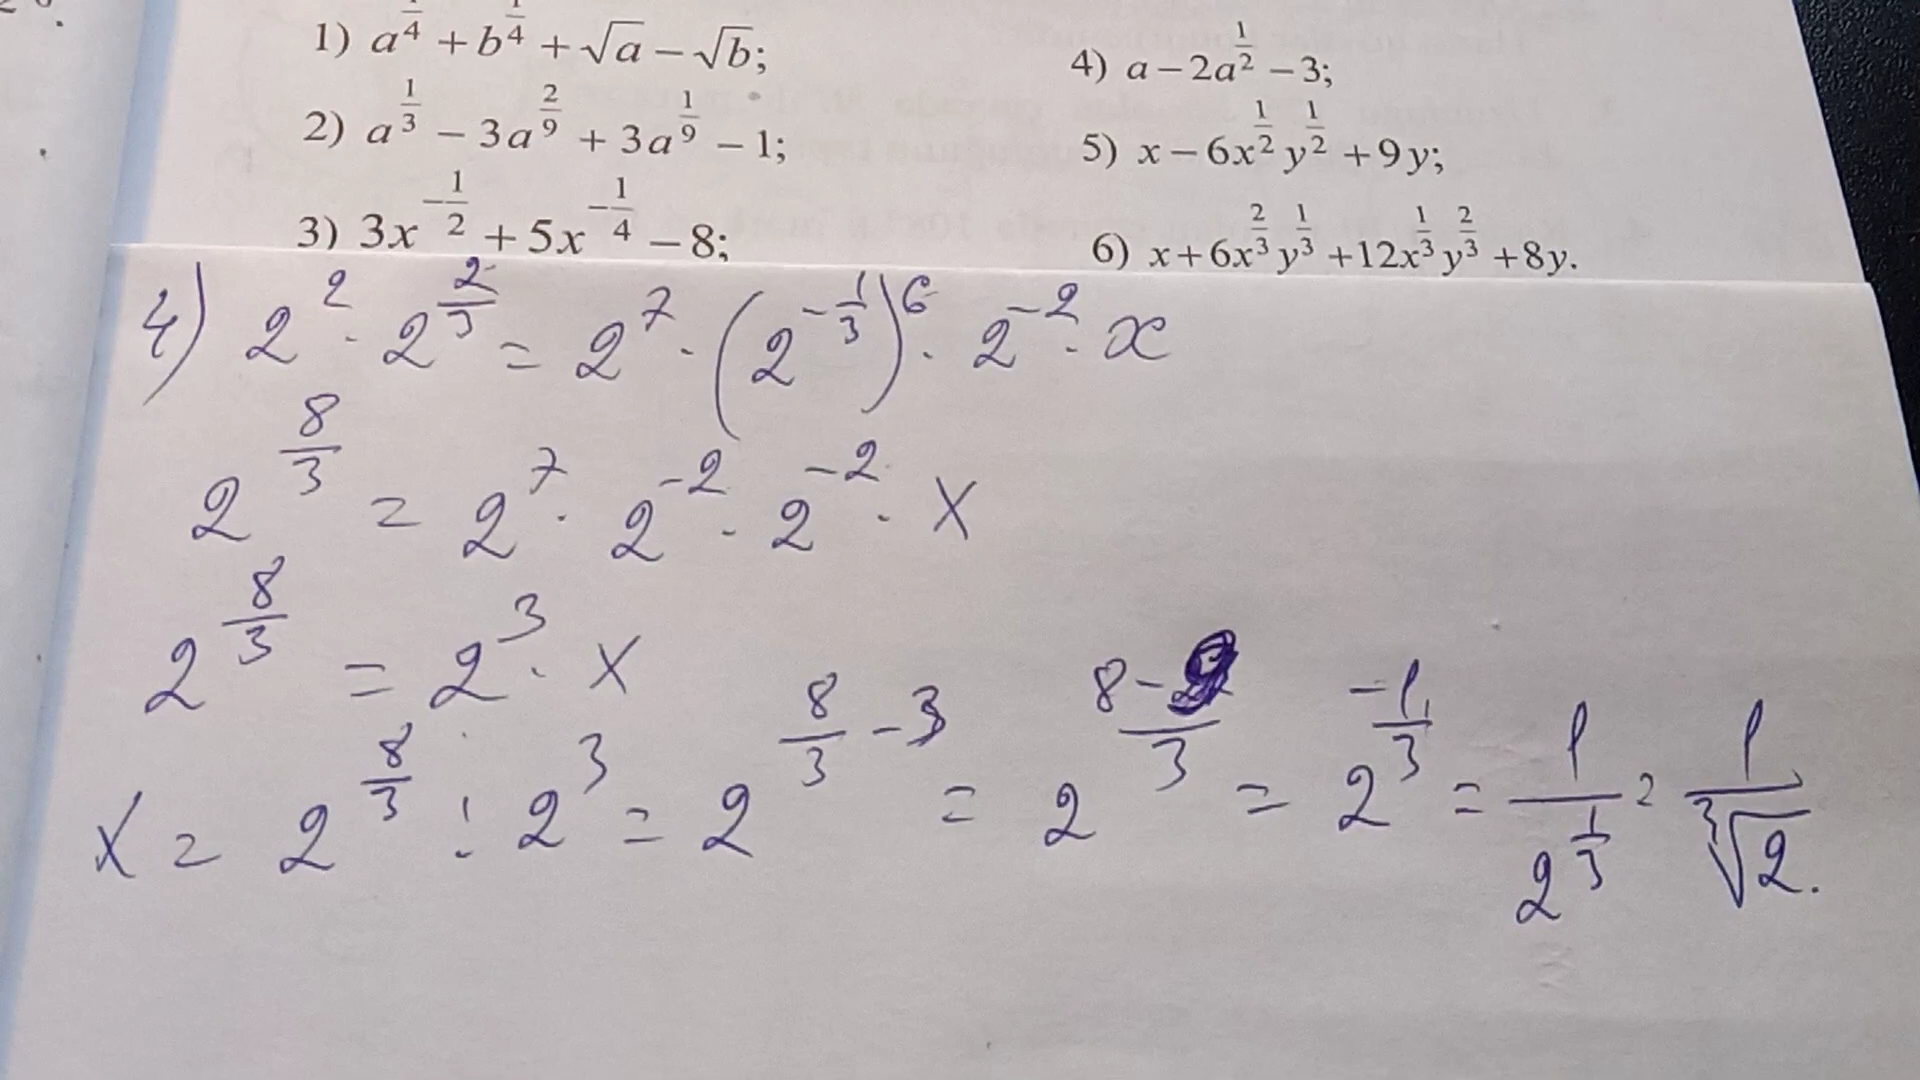 1) a^{1/4} + b^{1/4} + √a − √b;
2) a^{1/3} − 3a^{2/9} + 3a^{1/9} − 1;
3) 3x^{−1/2} + 5x^{−1/4} − 8;
4) a − 2a^{1/2} − 3;
5) x − 6x^{1/2}y^{1/2} + 9y;
6) x + 6x^{2/3}y^{1/3} + 12x^{1/3}y^{2/3} + 8y.
4) 2^2 · 2^{2/3} = 2^7 · (2^{−1/3})^6 · 2^{−2} · x
2^{8/3} = 2^7 · 2^{−2} · 2^{−2} · x
2^{8/3} = 2^3 · x
x = 2^{8/3} : 2^3 = 2^{8/3 − 3} = 2^{(8−9)/3} = 2^{−1/3} = 1/2^{1/3} = 1/∛2.